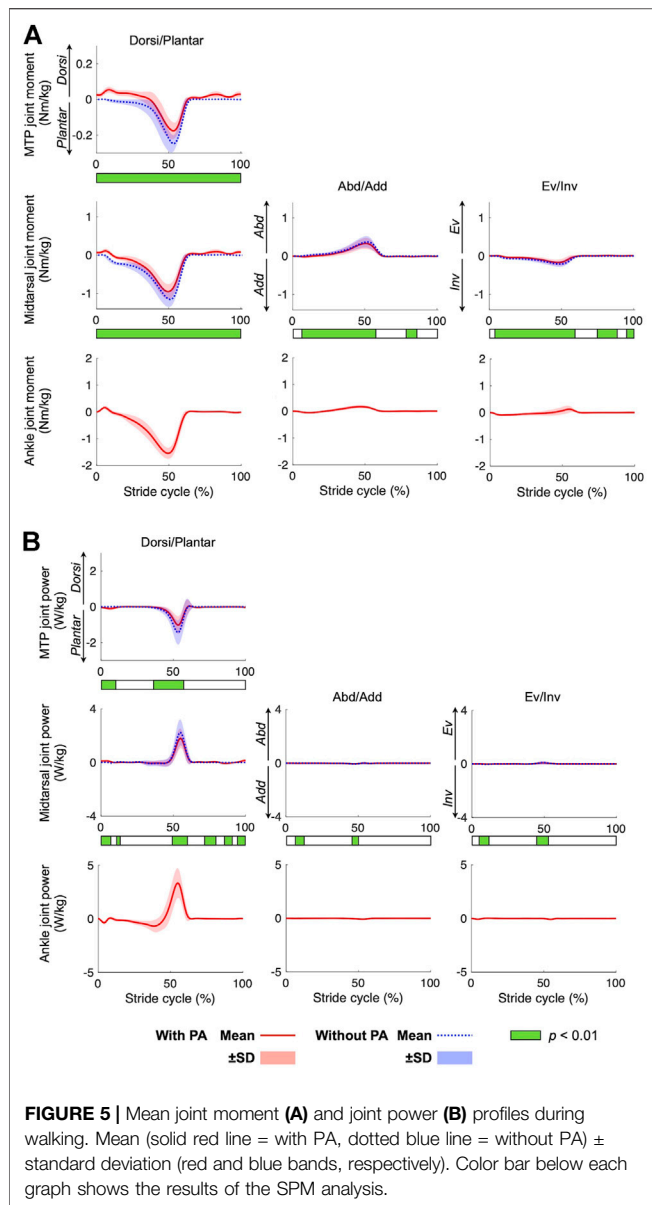 A
Dorsi/Plantar
MTP joint moment
(Nm/kg)
Plantar Dorsi
0.2
0
-0.2
0 50 100
Abd/Add
Ev/Inv
Midtarsal joint moment
(Nm/kg)
1
0
-1
0 50 100
Add Abd
1
0
-1
0 50 100
Inv Ev
1
0
-1
0 50 100
Ankle joint moment
(Nm/kg)
2
1
0
-1
-2
0 50 100
Stride cycle (%)
2
1
0
-1
-2
0 50 100
Stride cycle (%)
2
1
0
-1
-2
0 50 100
Stride cycle (%)
B
Dorsi/Plantar
MTP joint power
(W/kg)
Plantar Dorsi
2
0
-2
0 50 100
Abd/Add
Ev/Inv
Midtarsal joint power
(W/kg)
4
0
-4
0 50 100
Add Abd
4
0
-4
0 50 100
Inv Ev
4
0
-4
0 50 100
Ankle joint power
(W/kg)
5
0
-5
0 50 100
Stride cycle (%)
5
0
-5
0 50 100
Stride cycle (%)
5
0
-5
0 50 100
Stride cycle (%)
With PA Mean Without PA Mean p < 0.01
±SD ±SD
FIGURE 5 | Mean joint moment (A) and joint power (B) profiles during
walking. Mean (solid red line = with PA, dotted blue line = without PA) ±
standard deviation (red and blue bands, respectively). Color bar below each
graph shows the results of the SPM analysis.